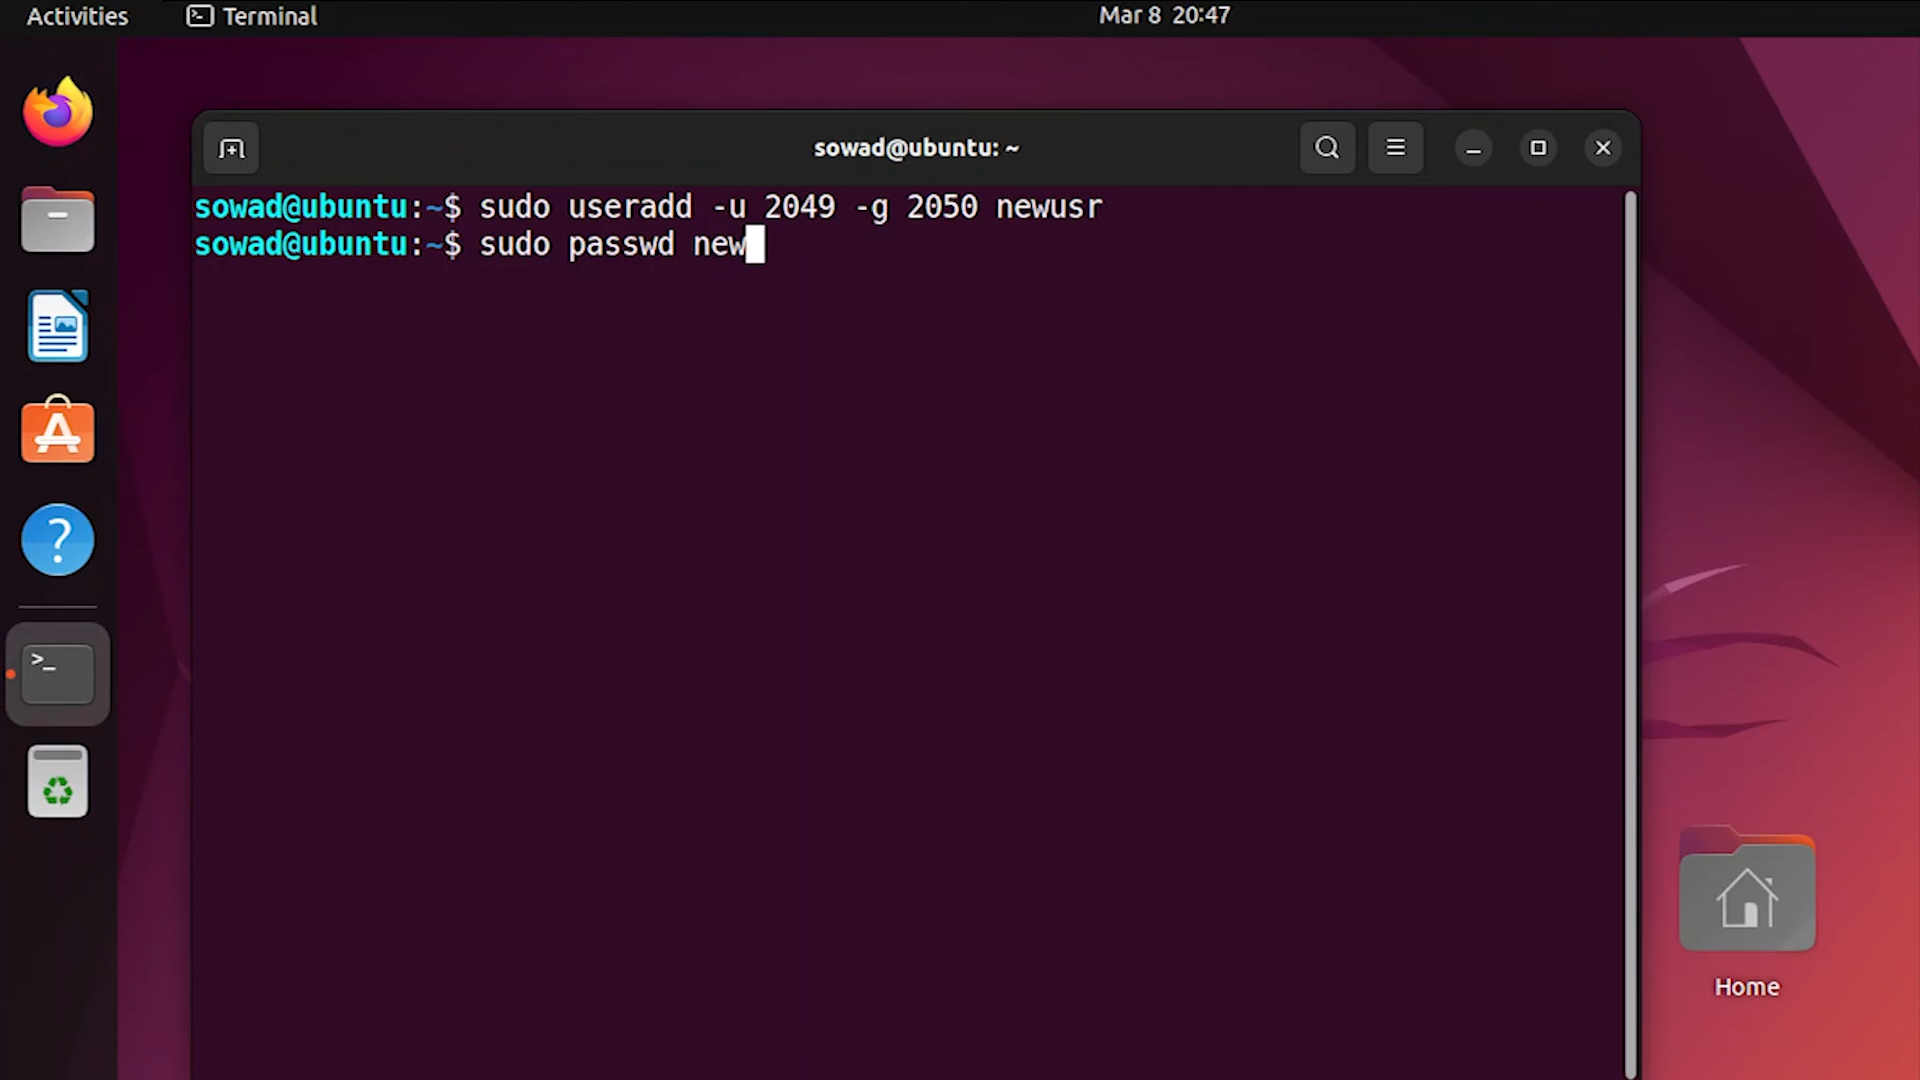 Activities
Terminal
Mar 8 20:47
sowad@ubuntu: ~
sowad@ubuntu:~$ sudo useradd -u 2049 -g 2050 newusr
sowad@ubuntu:~$ sudo passwd new
>_
Home